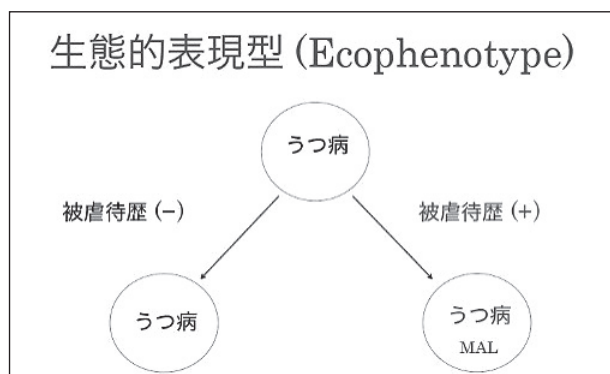 生態的表現型 (Ecophenotype)
うつ病
被虐待歴 (−)
被虐待歴 (+)
うつ病
うつ病
MAL